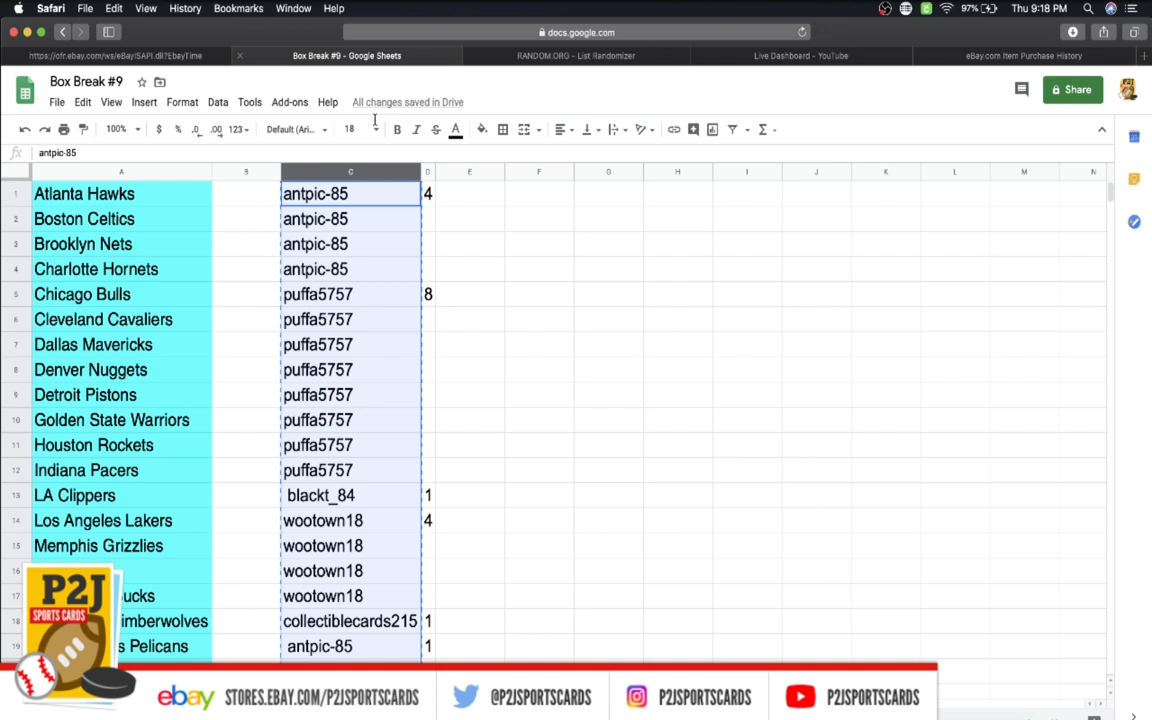 Safari File Edit View History Bookmarks Window Help 97% Thu 9:18 PM
docs.google.com
https://ofr.ebay.com/ws/eBayISAPI.dll?EbayTime Box Break #9 - Google Sheets RANDOM.ORG - List Randomizer Live Dashboard - YouTube eBay.com Item Purchase History
Box Break #9
File Edit View Insert Format Data Tools Add-ons Help All changes saved in Drive
Share
100% $ % .0 .00 123 Default (Ari... 18 B I S A
fx antpic-85
A B C D E F G H I J K L M N
1 Atlanta Hawks antpic-85 4
2 Boston Celtics antpic-85
3 Brooklyn Nets antpic-85
4 Charlotte Hornets antpic-85
5 Chicago Bulls puffa5757 8
6 Cleveland Cavaliers puffa5757
7 Dallas Mavericks puffa5757
8 Denver Nuggets puffa5757
9 Detroit Pistons puffa5757
10 Golden State Warriors puffa5757
11 Houston Rockets puffa5757
12 Indiana Pacers puffa5757
13 LA Clippers blackt_84 1
14 Los Angeles Lakers wootown18 4
15 Memphis Grizzlies wootown18
16 wootown18
17 ucks wootown18
18 imberwolves collectiblecards215 1
19 s Pelicans antpic-85 1
P2J
SPORTS CARDS
ebay STORES.EBAY.COM/P2JSPORTSCARDS @P2JSPORTSCARDS P2JSPORTSCARDS P2JSPORTSCARDS